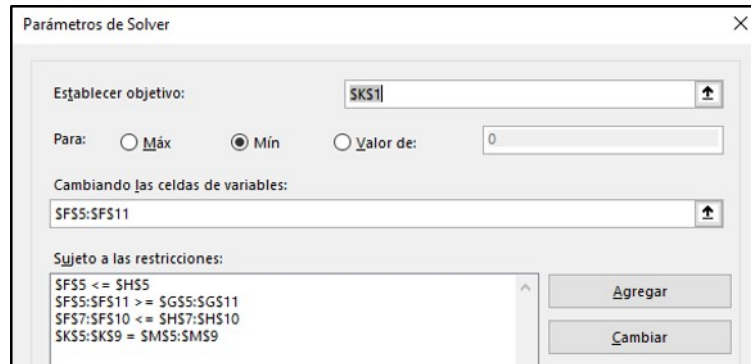 Parámetros de Solver
Establecer objetivo: $K$1
Para: Máx Mín Valor de: 0
Cambiando las celdas de variables:
$F$5:$F$11
Sujeto a las restricciones:
$F$5 <= $H$5
$F$5:$F$11 >= $G$5:$G$11
$F$7:$F$10 <= $H$7:$H$10
$K$5:$K$9 = $M$5:$M$9
Agregar
Cambiar